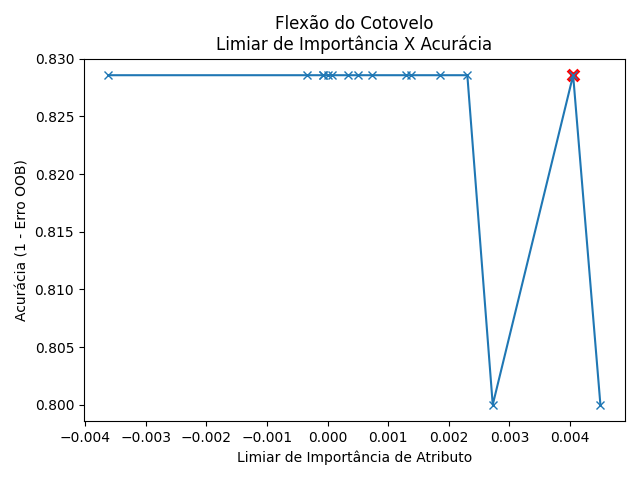 Flexão do Cotovelo
Limiar de Importância X Acurácia
Acurácia (1 - Erro OOB)
0.830
0.825
0.820
0.815
0.810
0.805
0.800
−0.004 −0.003 −0.002 −0.001 0.000 0.001 0.002 0.003 0.004
Limiar de Importância de Atributo